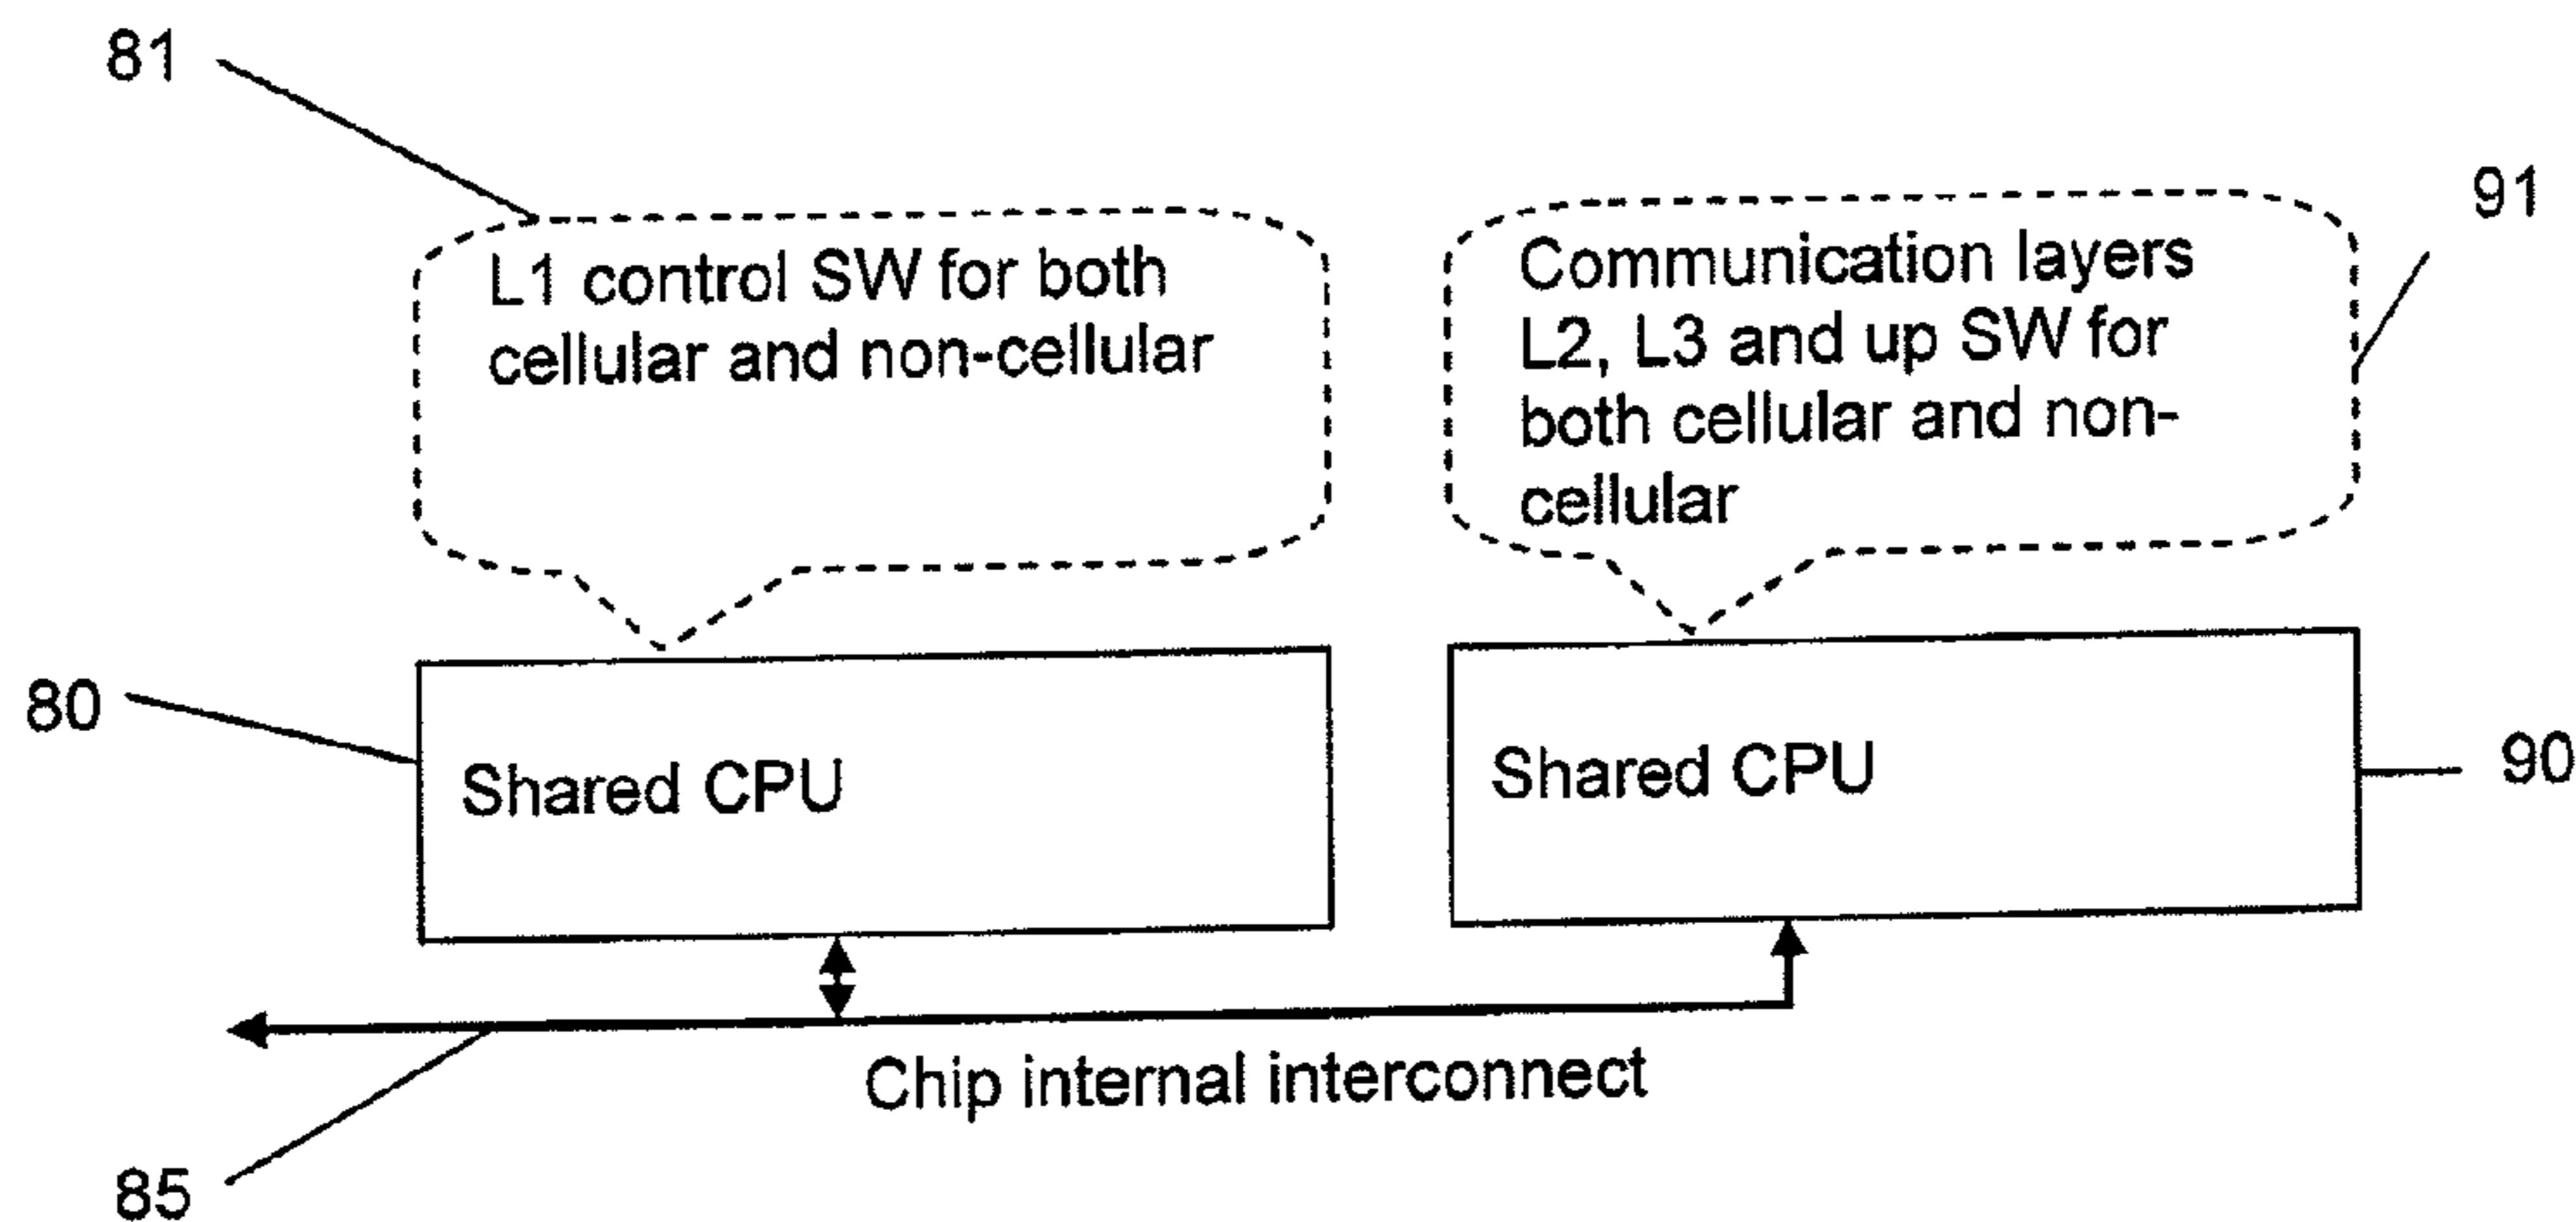 81
91
L1 control SW for both
cellular and non-cellular
Communication layers
L2, L3 and up SW for
both cellular and non-
cellular
80
Shared CPU
Shared CPU
90
Chip internal interconnect
85